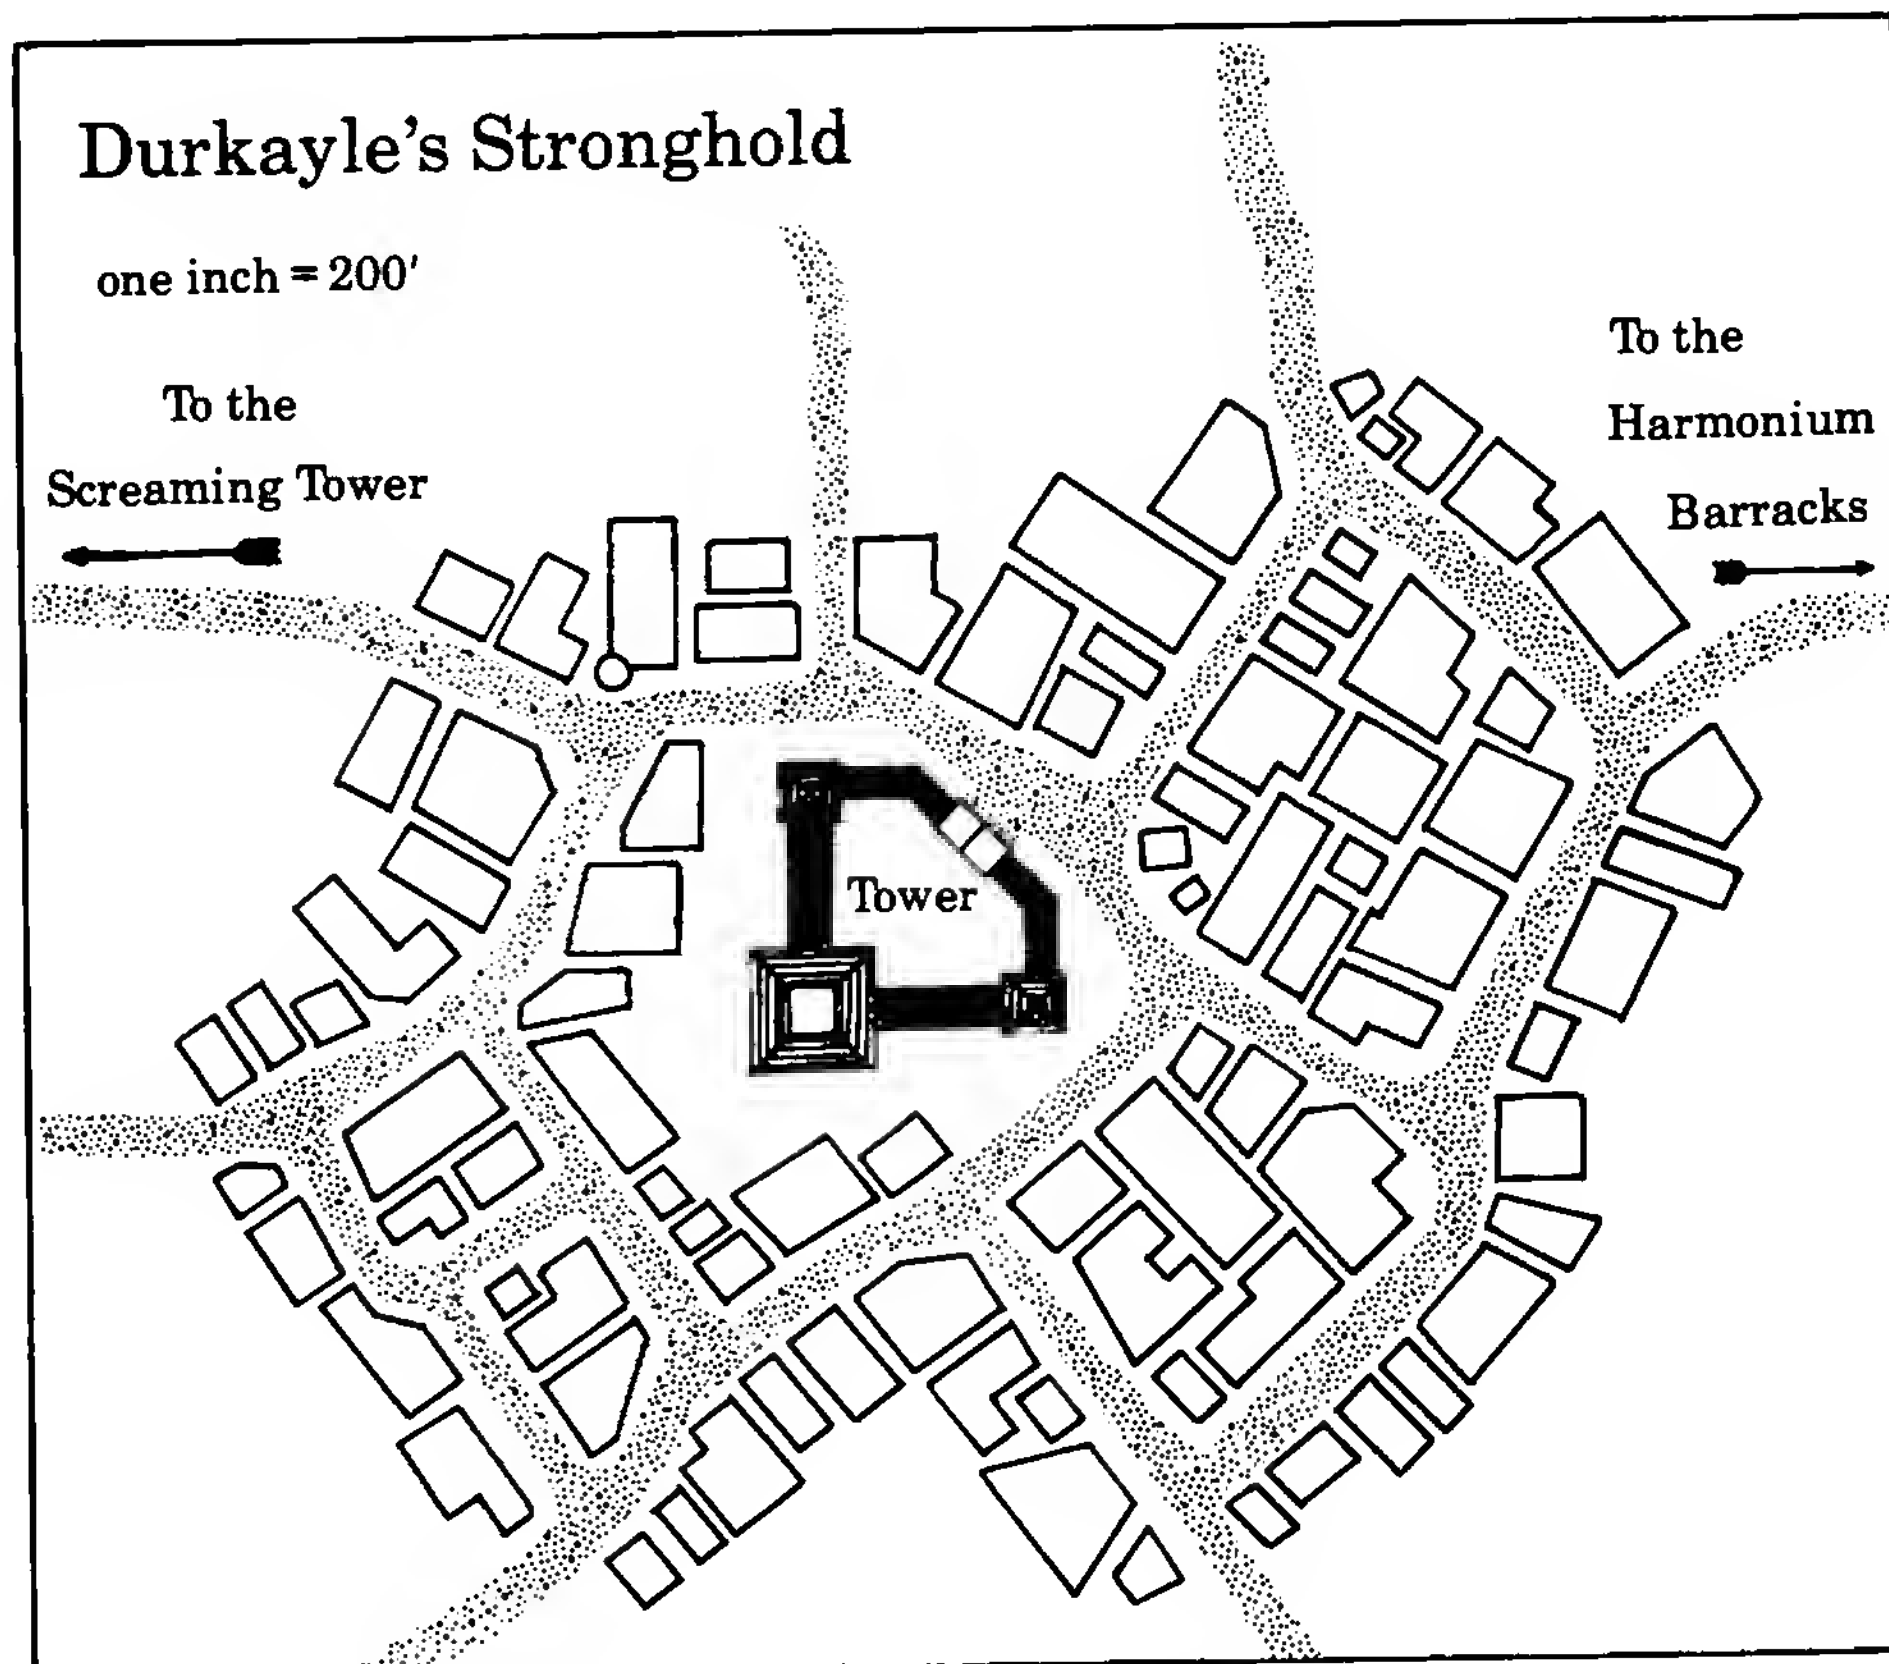 Durkayle's Stronghold
one inch = 200'
To the
Screaming Tower
To the
Harmonium
Barracks
Tower